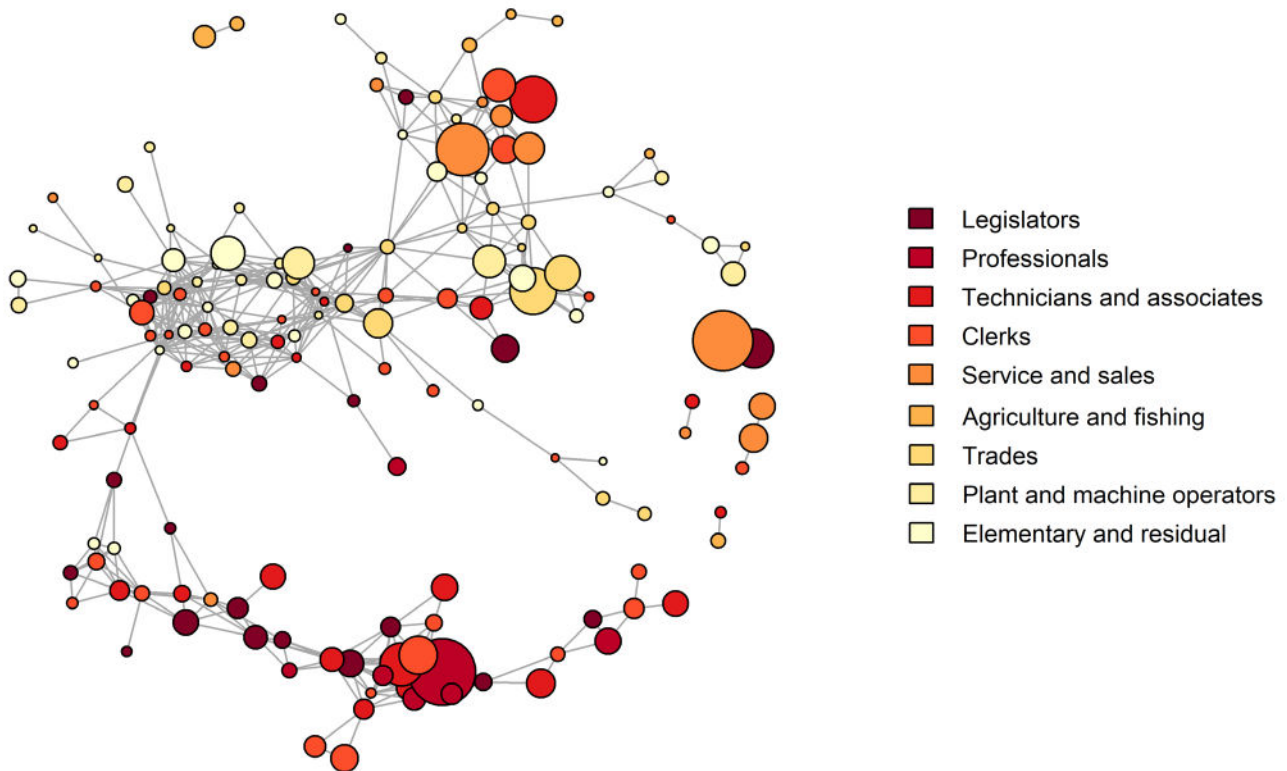 Legislators
Professionals
Technicians and associates
Clerks
Service and sales
Agriculture and fishing
Trades
Plant and machine operators
Elementary and residual